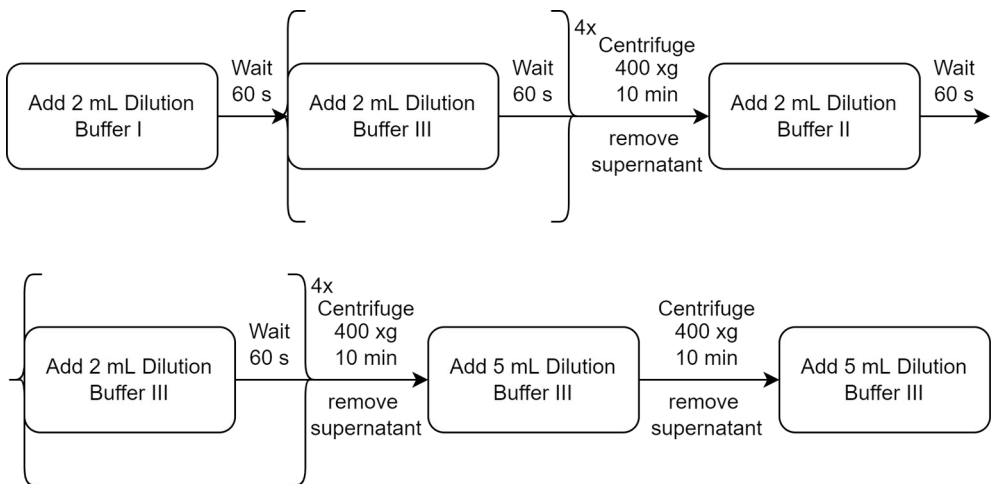 Add 2 mL Dilution
Buffer I
Wait
60 s
Add 2 mL Dilution
Buffer III
Wait
60 s
4x
Centrifuge
400 xg
10 min
remove
supernatant
Add 2 mL Dilution
Buffer II
Wait
60 s
Add 2 mL Dilution
Buffer III
Wait
60 s
4x
Centrifuge
400 xg
10 min
remove
supernatant
Add 5 mL Dilution
Buffer III
Centrifuge
400 xg
10 min
remove
supernatant
Add 5 mL Dilution
Buffer III